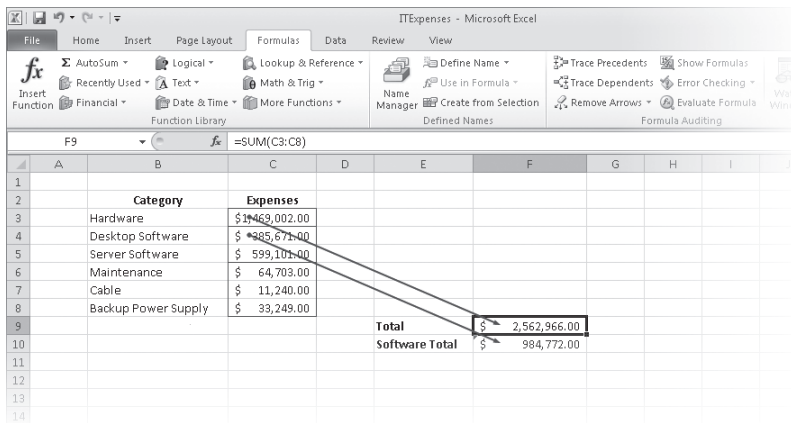 ITExpenses - Microsoft Excel
File Home Insert Page Layout Formulas Data Review View
fx Insert Function
Σ AutoSum
Recently Used
Financial
Logical
Text
Date & Time
Lookup & Reference
Math & Trig
More Functions
Function Library
Name Manager
Define Name
Use in Formula
Create from Selection
Defined Names
Trace Precedents
Trace Dependents
Remove Arrows
Show Formulas
Error Checking
Evaluate Formula
Formula Auditing
F9 fx =SUM(C3:C8)
A B C D E F G H I
1
2 Category Expenses
3 Hardware $1,469,002.00
4 Desktop Software $ 385,671.00
5 Server Software $ 599,101.00
6 Maintenance $ 64,703.00
7 Cable $ 11,240.00
8 Backup Power Supply $ 33,249.00
9 Total $ 2,562,966.00
10 Software Total $ 984,772.00
11
12
13
14